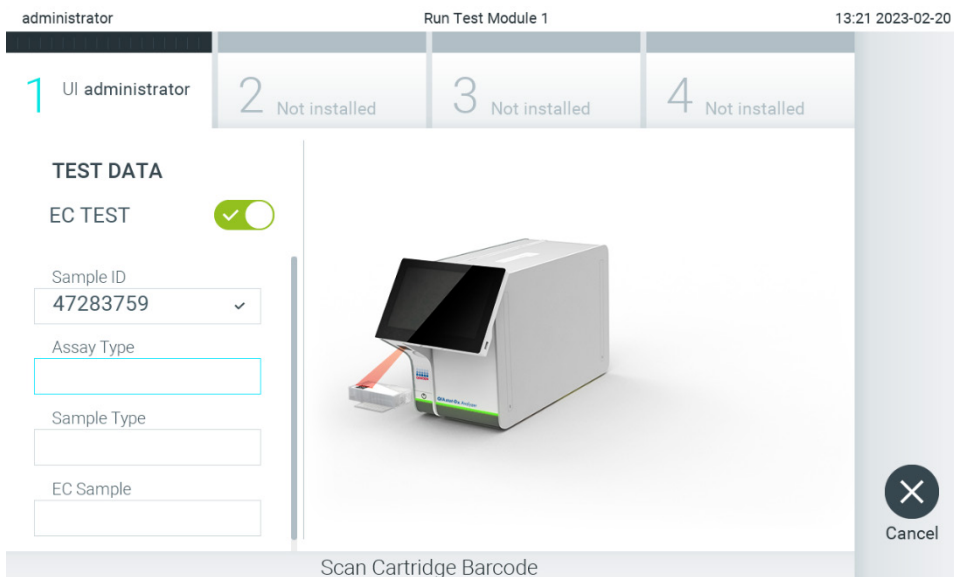 administrator Run Test Module 1 13:21 2023-02-20
1 UI administrator
2 Not installed
3 Not installed
4 Not installed
TEST DATA
EC TEST
Sample ID
47283759
Assay Type
Sample Type
EC Sample
Cancel
Scan Cartridge Barcode